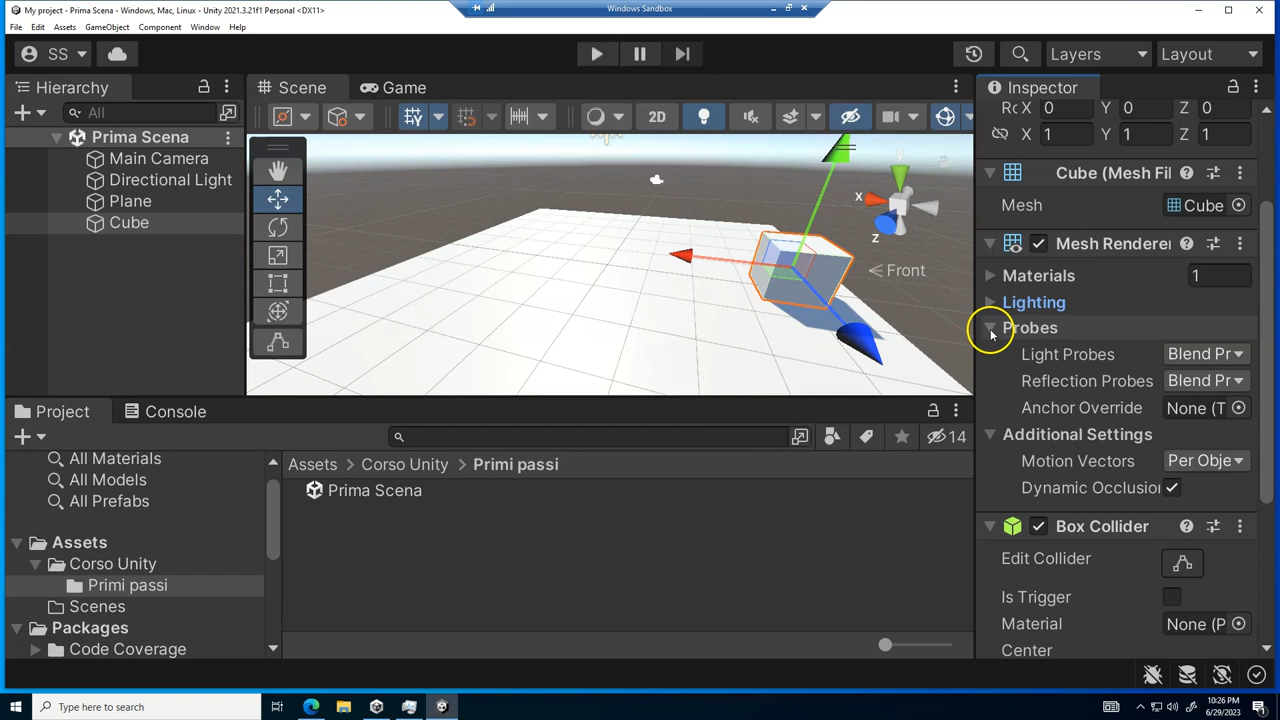 My project - Prima Scena - Windows, Mac, Linux - Unity 2021.3.21f1 Personal <DX11>
Windows Sandbox
File Edit Assets GameObject Component Window Help
SS Layers Layout
Hierarchy
All
Prima Scena
Main Camera
Directional Light
Plane
Cube
Scene Game
2D
y
x
z
Front
Inspector
X 0 Y 0 Z 0
X 1 Y 1 Z 1
Cube (Mesh Fil
Mesh Cube
Mesh Renderer
Materials 1
Lighting
Probes
Light Probes Blend Pr
Reflection Probes Blend Pr
Anchor Override None (T
Additional Settings
Motion Vectors Per Obje
Dynamic Occlusion
Box Collider
Edit Collider
Is Trigger
Material None (P
Center
Project Console
14
All Materials
All Models
All Prefabs
Assets
Corso Unity
Primi passi
Scenes
Packages
Code Coverage
Assets > Corso Unity > Primi passi
Prima Scena
Type here to search
10:26 PM
6/29/2023
1